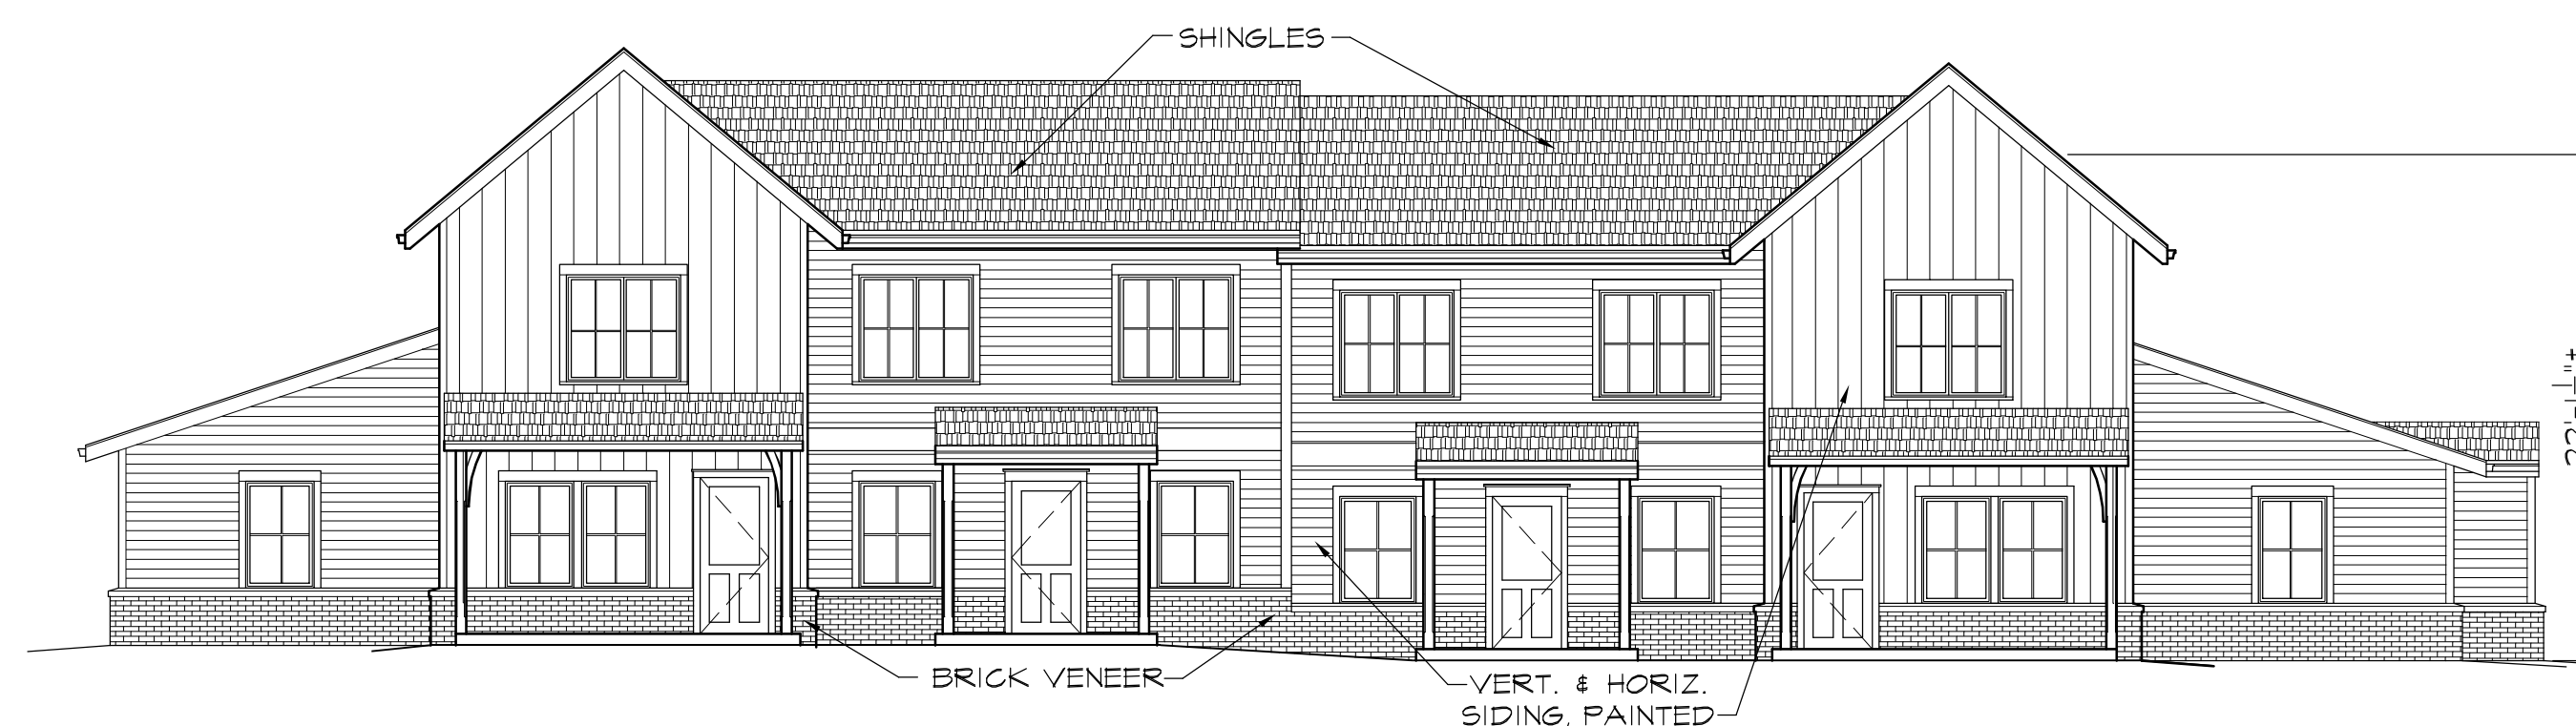 SHINGLES
BRICK VENEER
VERT. & HORIZ.
SIDING, PAINTED